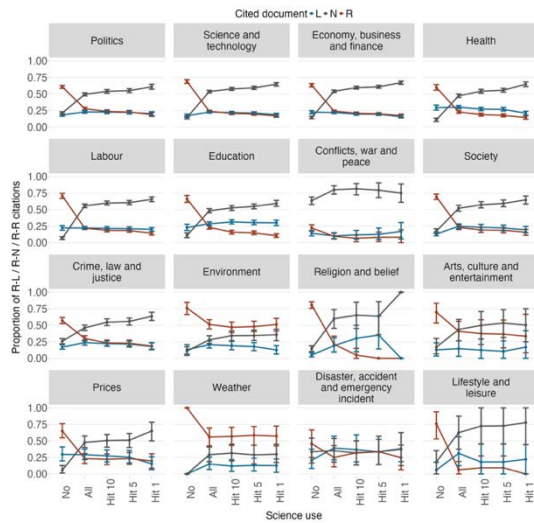 Cited document L N R
Politics
Science and
technology
Economy, business
and finance
Health
1.00
0.75
0.50
0.25
0.00
Labour
Education
Conflicts, war and
peace
Society
1.00
0.75
0.50
0.25
0.00
Crime, law and
justice
Environment
Religion and belief
Arts, culture and
entertainment
1.00
0.75
0.50
0.25
0.00
Prices
Weather
Disaster, accident
and emergency
incident
Lifestyle and
leisure
1.00
0.75
0.50
0.25
0.00
No All Hit 10 Hit 5 Hit 1
No All Hit 10 Hit 5 Hit 1
No All Hit 10 Hit 5 Hit 1
No All Hit 10 Hit 5 Hit 1
Science use
Proportion of R-L / R-N / R-R citations